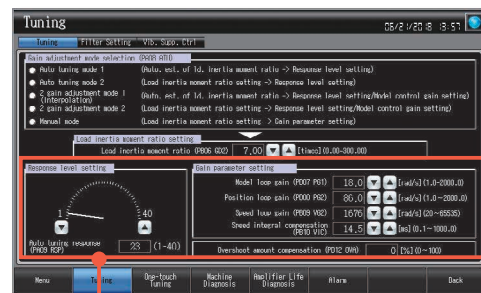 Tuning
06/21/2018 13:57
Tuning Filter Setting Vib. Supp. Ctrl
Gain adjustment mode selection (PA08 ATU)
Auto tuning mode 1 (Auto. est. of ld. inertia moment ratio -> Response level setting)
Auto tuning mode 2 (Load inertia moment ratio setting -> Response level setting)
2 gain adjustment mode 1 (Interpolation) (Auto. est. of ld. inertia moment ratio -> Response level setting/Model control gain setting)
2 gain adjustment mode 2 (Load inertia moment ratio setting -> Response level setting/Model control gain setting)
Manual mode (Load inertia moment ratio setting -> Gain parameter setting)
Load inertia moment ratio setting
Load inertia moment ratio (PB06 GD2) 7.00 [times](0.00-300.00)
Response level setting
1 40
Auto tuning response (PA09 RSP) 23 (1-40)
Gain parameter setting
Model loop gain (PB07 PG1) 18.0 [rad/s](1.0~2000.0)
Position loop gain (PB08 PG2) 86.0 [rad/s](1.0~2000.0)
Speed loop gain (PB09 VG2) 1676 [rad/s](20~65535)
Speed integral compensation (PB10 VIC) 14.5 [ms](0.1~1000.0)
Overshoot amount compensation (PD12 OVA) 0 [%](0~100)
Menu Tuning One-touch Tuning Machine Diagnosis Amplifier Life Diagnosis Alarm Back